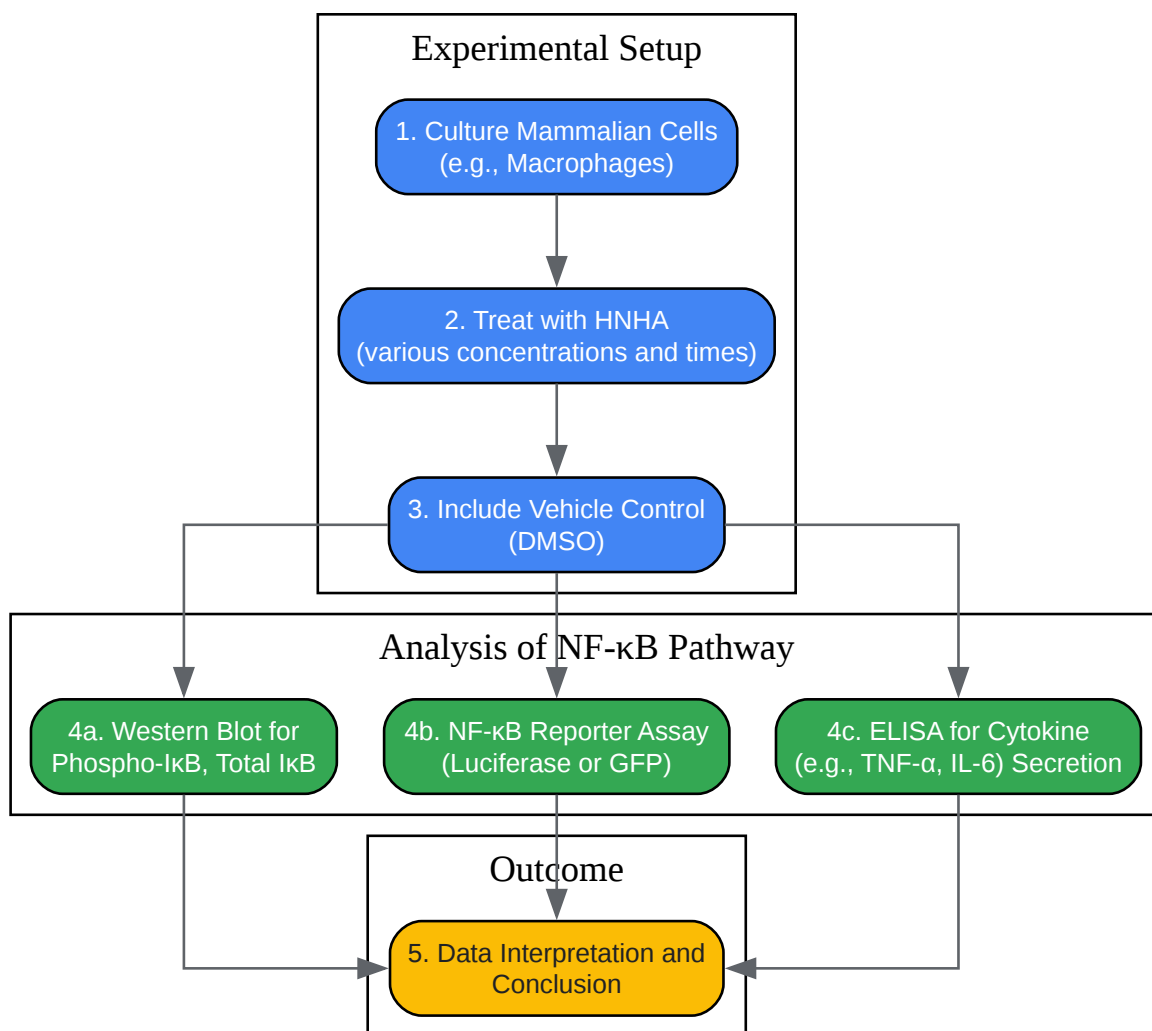 Experimental Setup
1. Culture Mammalian Cells
(e.g., Macrophages)
2. Treat with HNHA
(various concentrations and times)
3. Include Vehicle Control
(DMSO)
Analysis of NF-κB Pathway
4a. Western Blot for
Phospho-IκB, Total IκB
4b. NF-κB Reporter Assay
(Luciferase or GFP)
4c. ELISA for Cytokine
(e.g., TNF-α, IL-6) Secretion
Outcome
5. Data Interpretation and
Conclusion